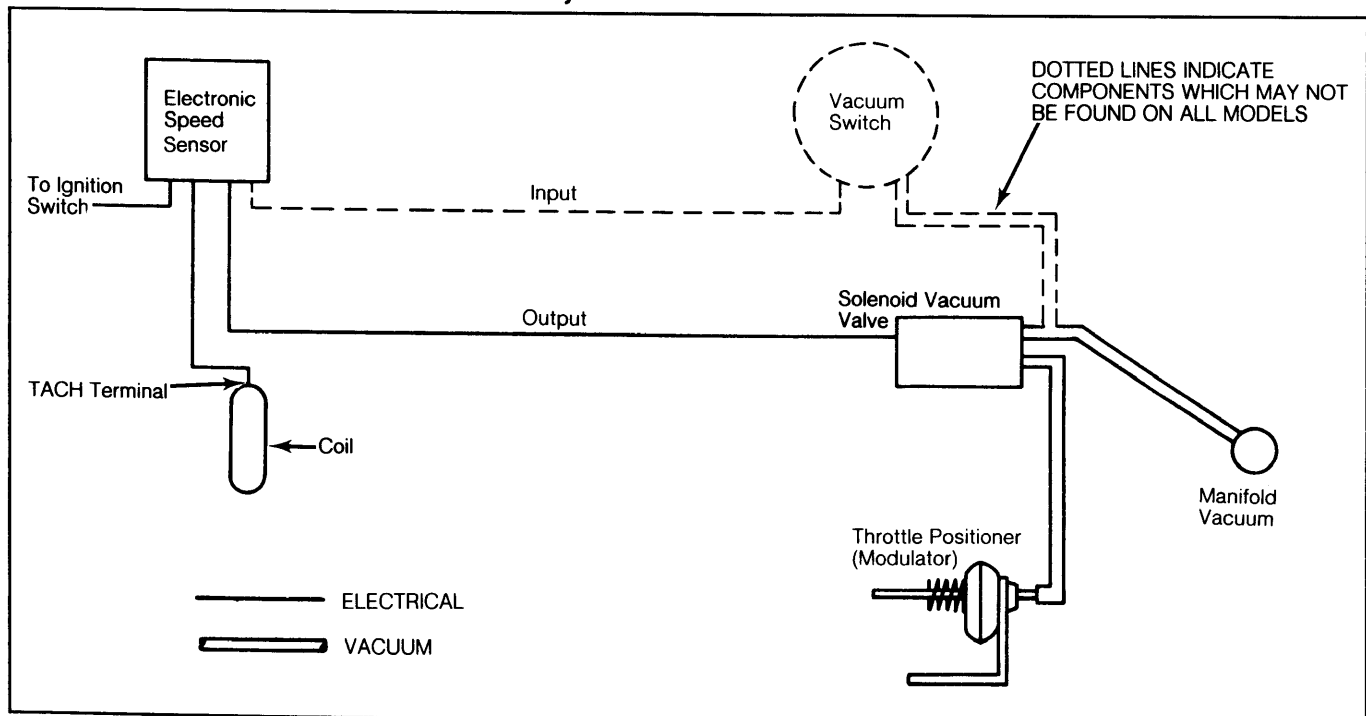 Electronic
Speed
Sensor
To Ignition
Switch
Input
Vacuum
Switch
DOTTED LINES INDICATE
COMPONENTS WHICH MAY NOT
BE FOUND ON ALL MODELS
Output
Solenoid Vacuum
Valve
TACH Terminal
Coil
Manifold
Vacuum
Throttle Positioner
(Modulator)
ELECTRICAL
VACUUM